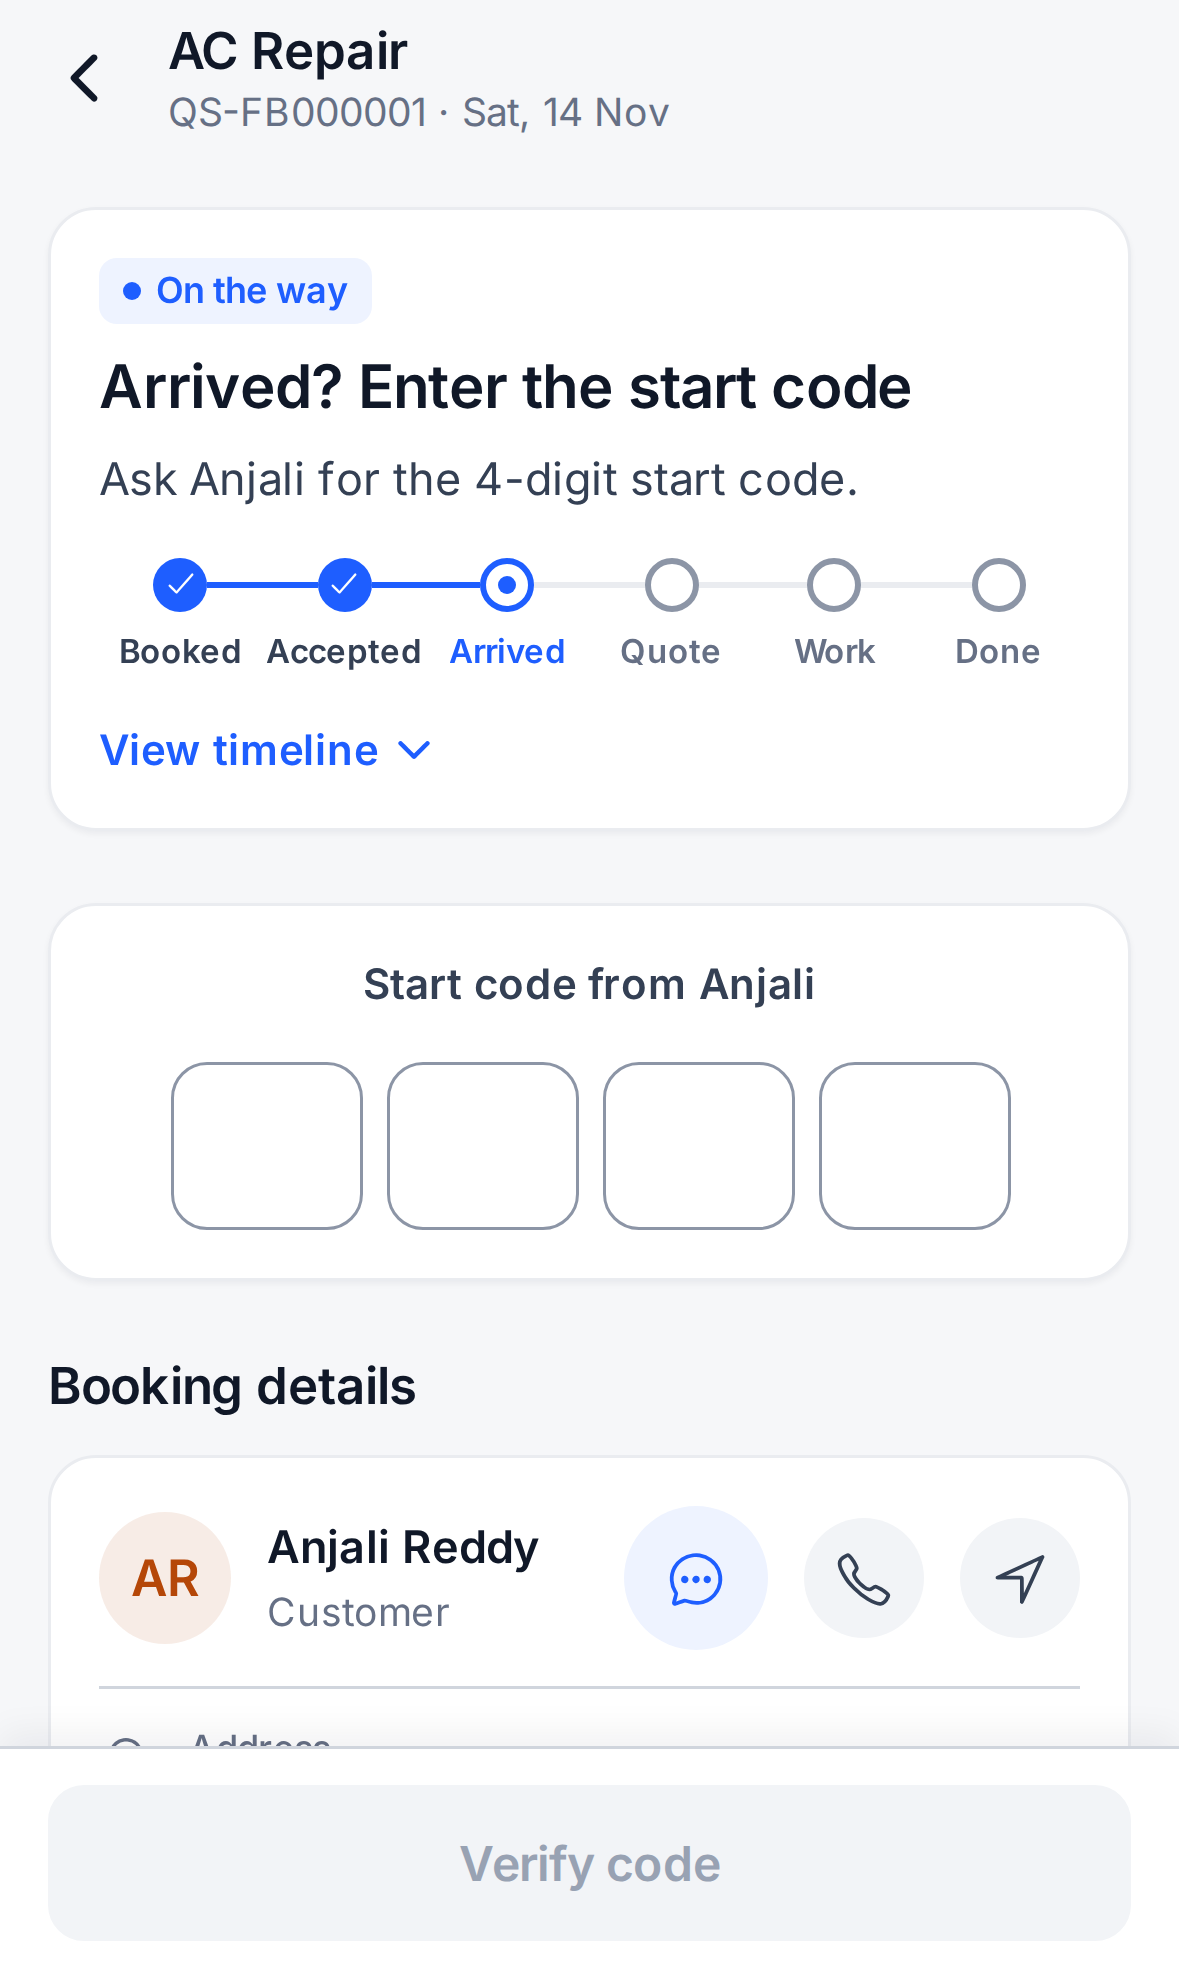 AC Repair
QS-FB000001 · Sat, 14 Nov
On the way
Arrived? Enter the start code
Ask Anjali for the 4-digit start code.
Booked Accepted Arrived Quote Work Done
View timeline
Start code from Anjali
Booking details
AR
Anjali Reddy
Customer
Address
Verify code